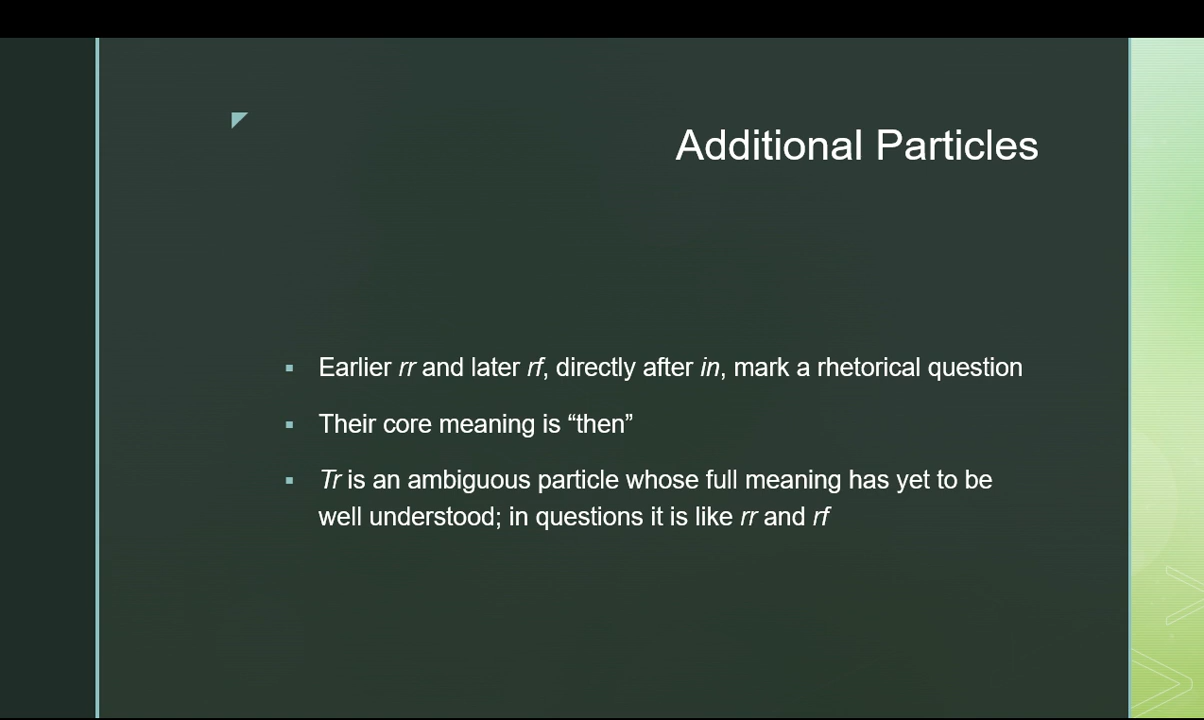 Additional Particles
▪ Earlier rr and later rf, directly after in, mark a rhetorical question
▪ Their core meaning is “then”
▪ Tr is an ambiguous particle whose full meaning has yet to be
well understood; in questions it is like rr and rf